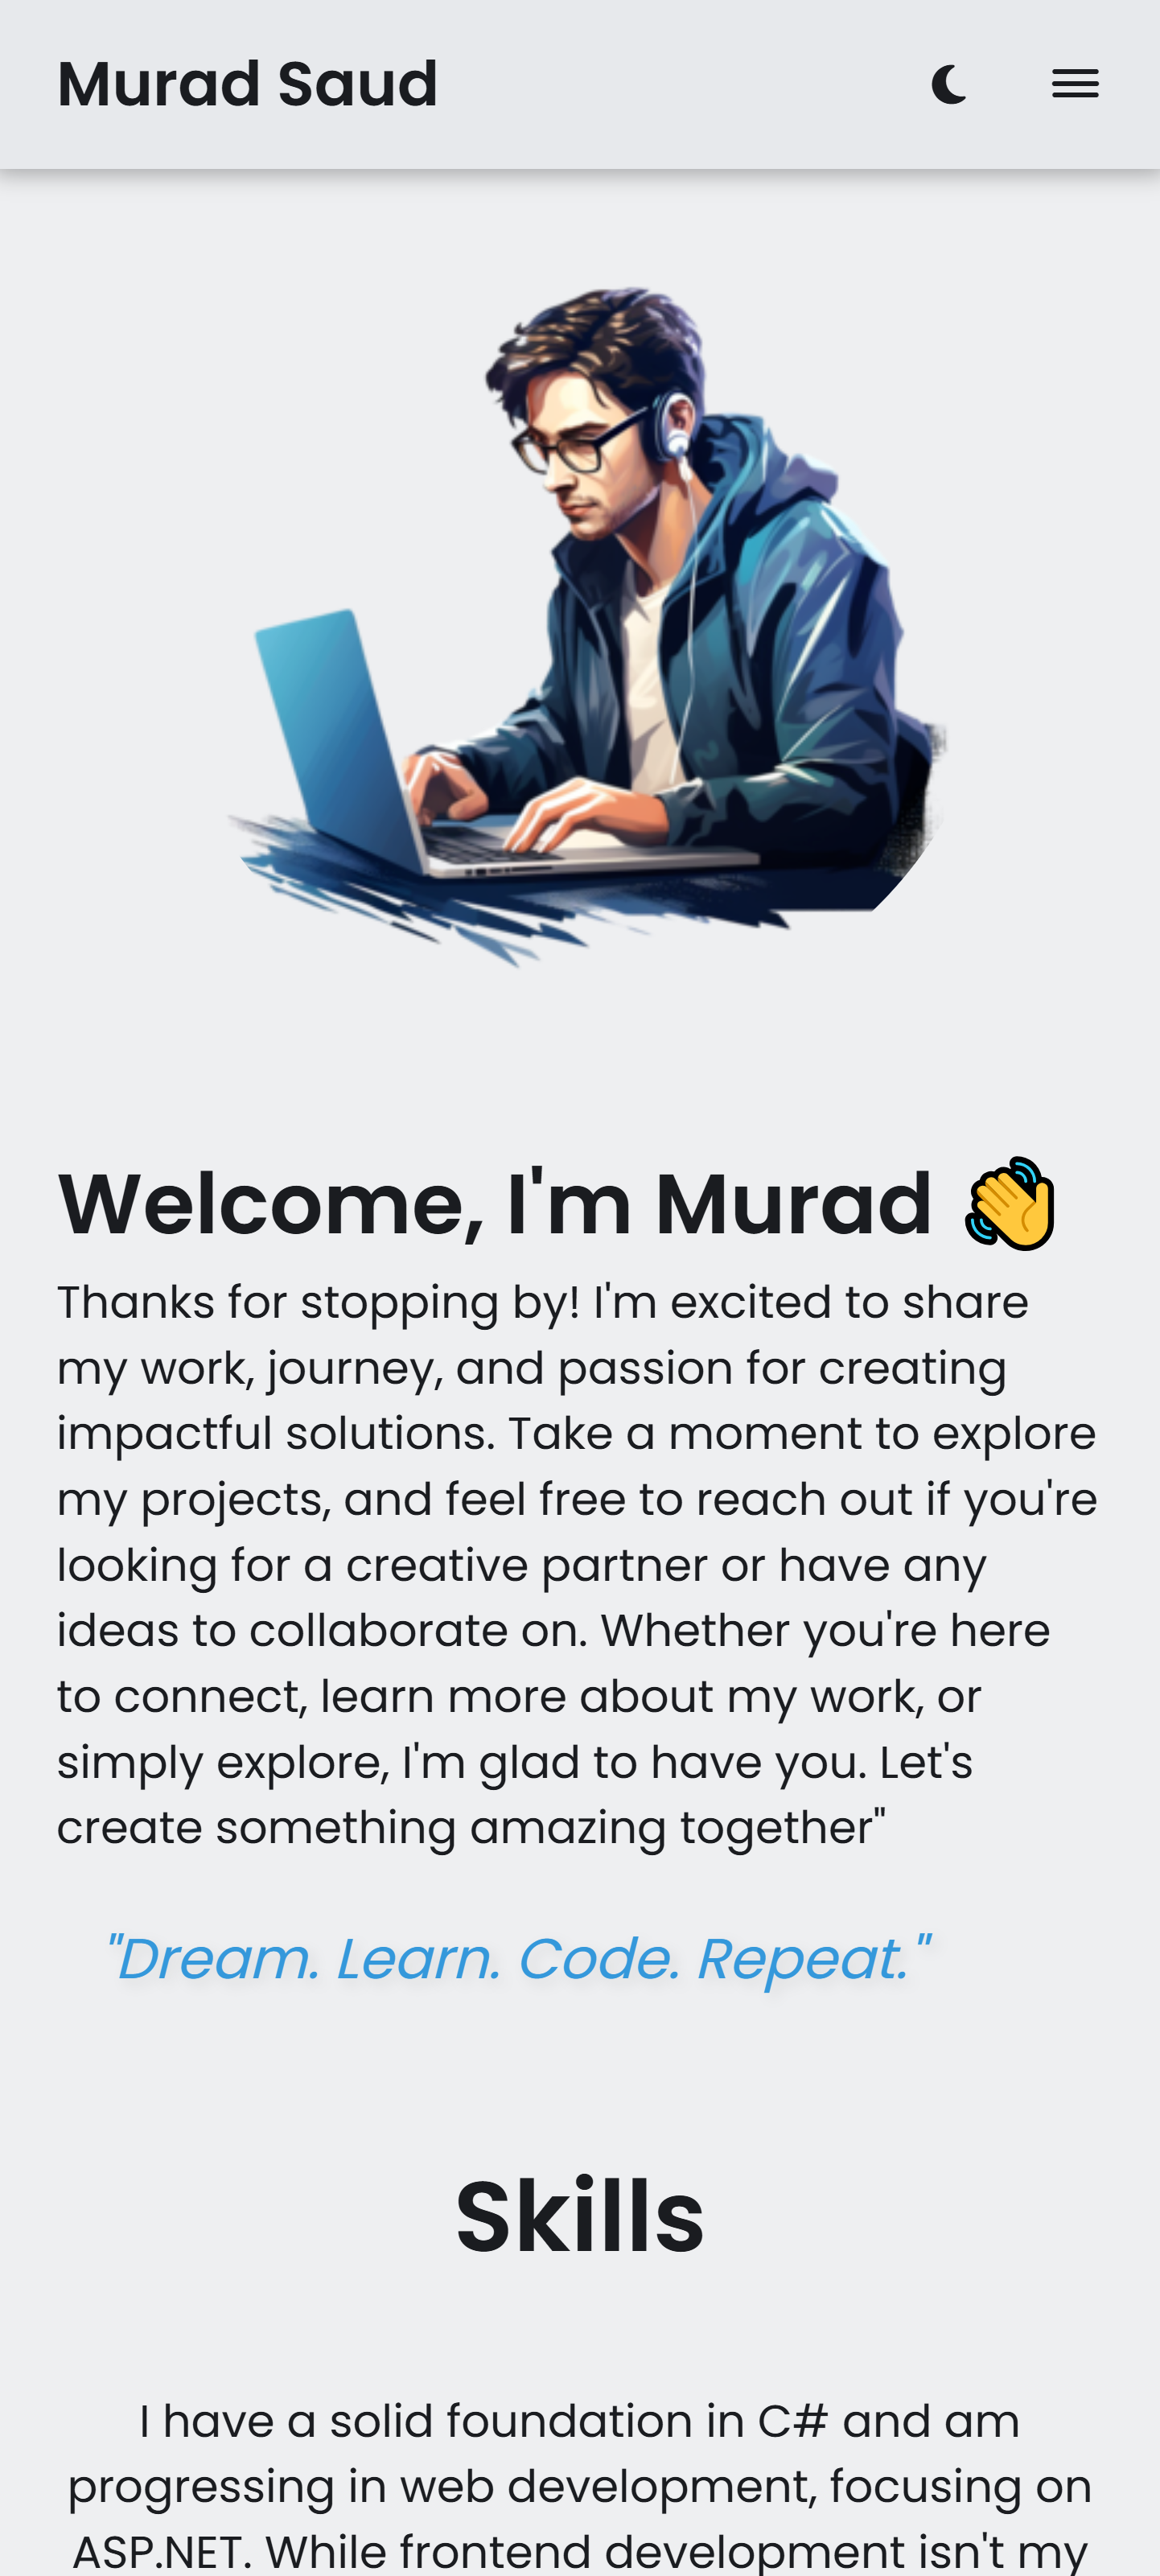 Murad Saud
Welcome, I'm Murad 👋
Thanks for stopping by! I'm excited to share
my work, journey, and passion for creating
impactful solutions. Take a moment to explore
my projects, and feel free to reach out if you're
looking for a creative partner or have any
ideas to collaborate on. Whether you're here
to connect, learn more about my work, or
simply explore, I'm glad to have you. Let's
create something amazing together"
"Dream. Learn. Code. Repeat."
Skills
I have a solid foundation in C# and am
progressing in web development, focusing on
ASP.NET. While frontend development isn't my